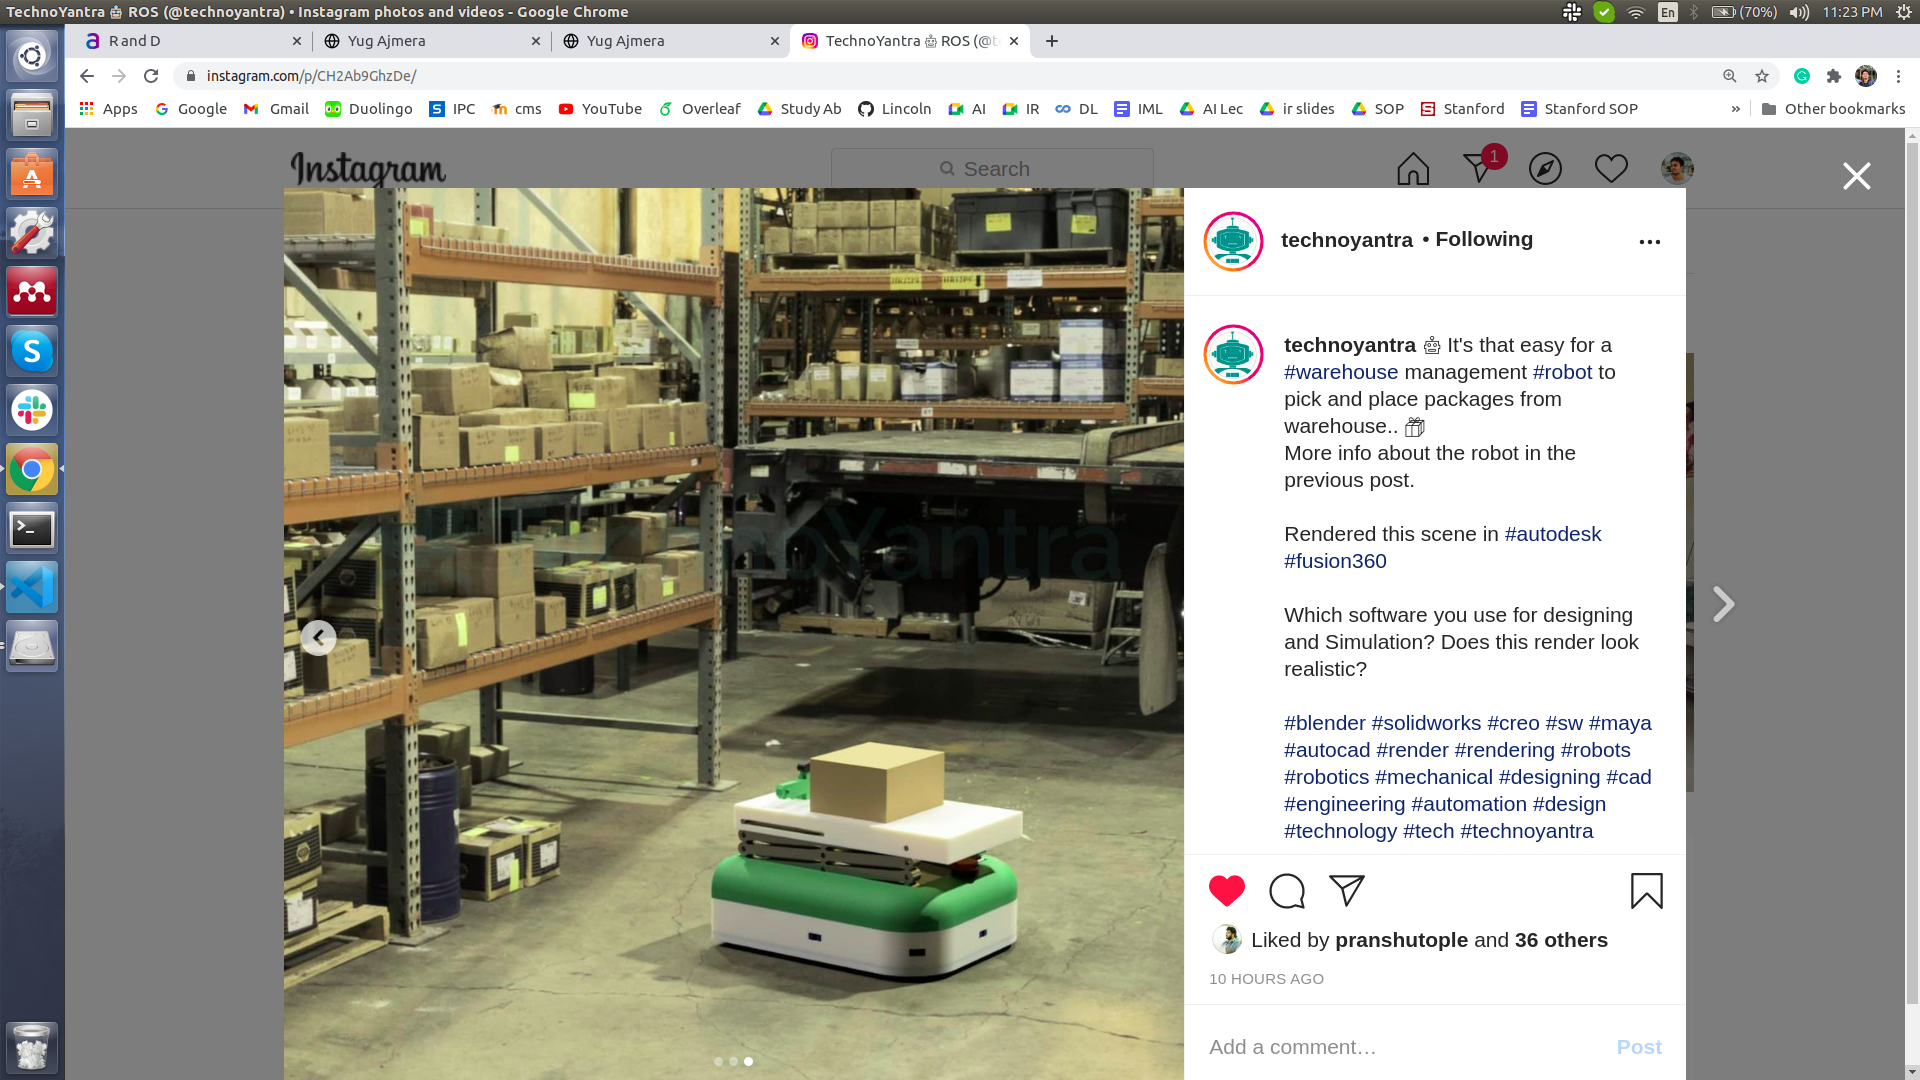 TechnoYantra 🤖 ROS (@technoyantra) • Instagram photos and videos - Google Chrome
En
(70%)
11:23 PM
R and D
Yug Ajmera
Yug Ajmera
TechnoYantra 🤖 ROS (@t
instagram.com/p/CH2Ab9GhzDe/
Apps
Google
Gmail
Duolingo
IPC
cms
YouTube
Overleaf
Study Ab
Lincoln
AI
IR
DL
IML
AI Lec
ir slides
SOP
Stanford
Stanford SOP
»
Other bookmarks
Instagram
Search
1
technoyantra • Following
technoyantra 🤖 It's that easy for a
#warehouse management #robot to
pick and place packages from
warehouse.. 🎁
More info about the robot in the
previous post.
Rendered this scene in #autodesk
#fusion360
Which software you use for designing
and Simulation? Does this render look
realistic?
#blender #solidworks #creo #sw #maya
#autocad #render #rendering #robots
#robotics #mechanical #designing #cad
#engineering #automation #design
#technology #tech #technoyantra
Liked by pranshutople and 36 others
10 HOURS AGO
Add a comment…
Post